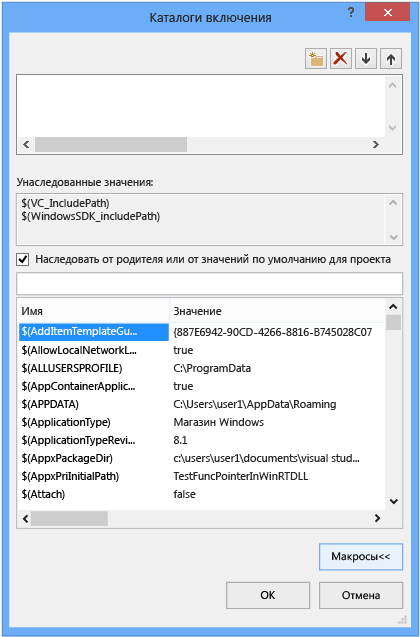 Каталоги включения
Унаследованные значения:
$(VC_IncludePath)
$(WindowsSDK_includePath)
Наследовать от родителя или от значений по умолчанию для проекта
Имя Значение
$(AddItemTemplateGu... {887E6942-90CD-4266-8816-B745028C07
$(AllowLocalNetworkL... true
$(ALLUSERSPROFILE) C:\ProgramData
$(AppContainerApplic... true
$(APPDATA) C:\Users\user1\AppData\Roaming
$(ApplicationType) Магазин Windows
$(ApplicationTypeRevi... 8.1
$(AppxPackageDir) c:\users\user1\documents\visual stud...
$(AppxPriInitialPath) TestFuncPointerInWinRTDLL
$(Attach) false
Макросы<<
ОК Отмена